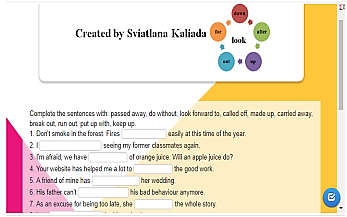 down
Created by Sviatlana Kaliada
for
after
look
out
up
Complete the sentences with: passed away, do without, look forward to, called off, made up, carried away,
break out, run out, put up with, keep up.
1. Don't smoke in the forest. Fires easily at this time of the year.
2. I seeing my former classmates again.
3. I'm afraid; we have of orange juice. Will an apple juice do?
4. Your website has helped me a lot to the good work.
5. A friend of mine has her wedding.
6. His father can't his bad behaviour anymore.
7. As an excuse for being too late, she the whole story.